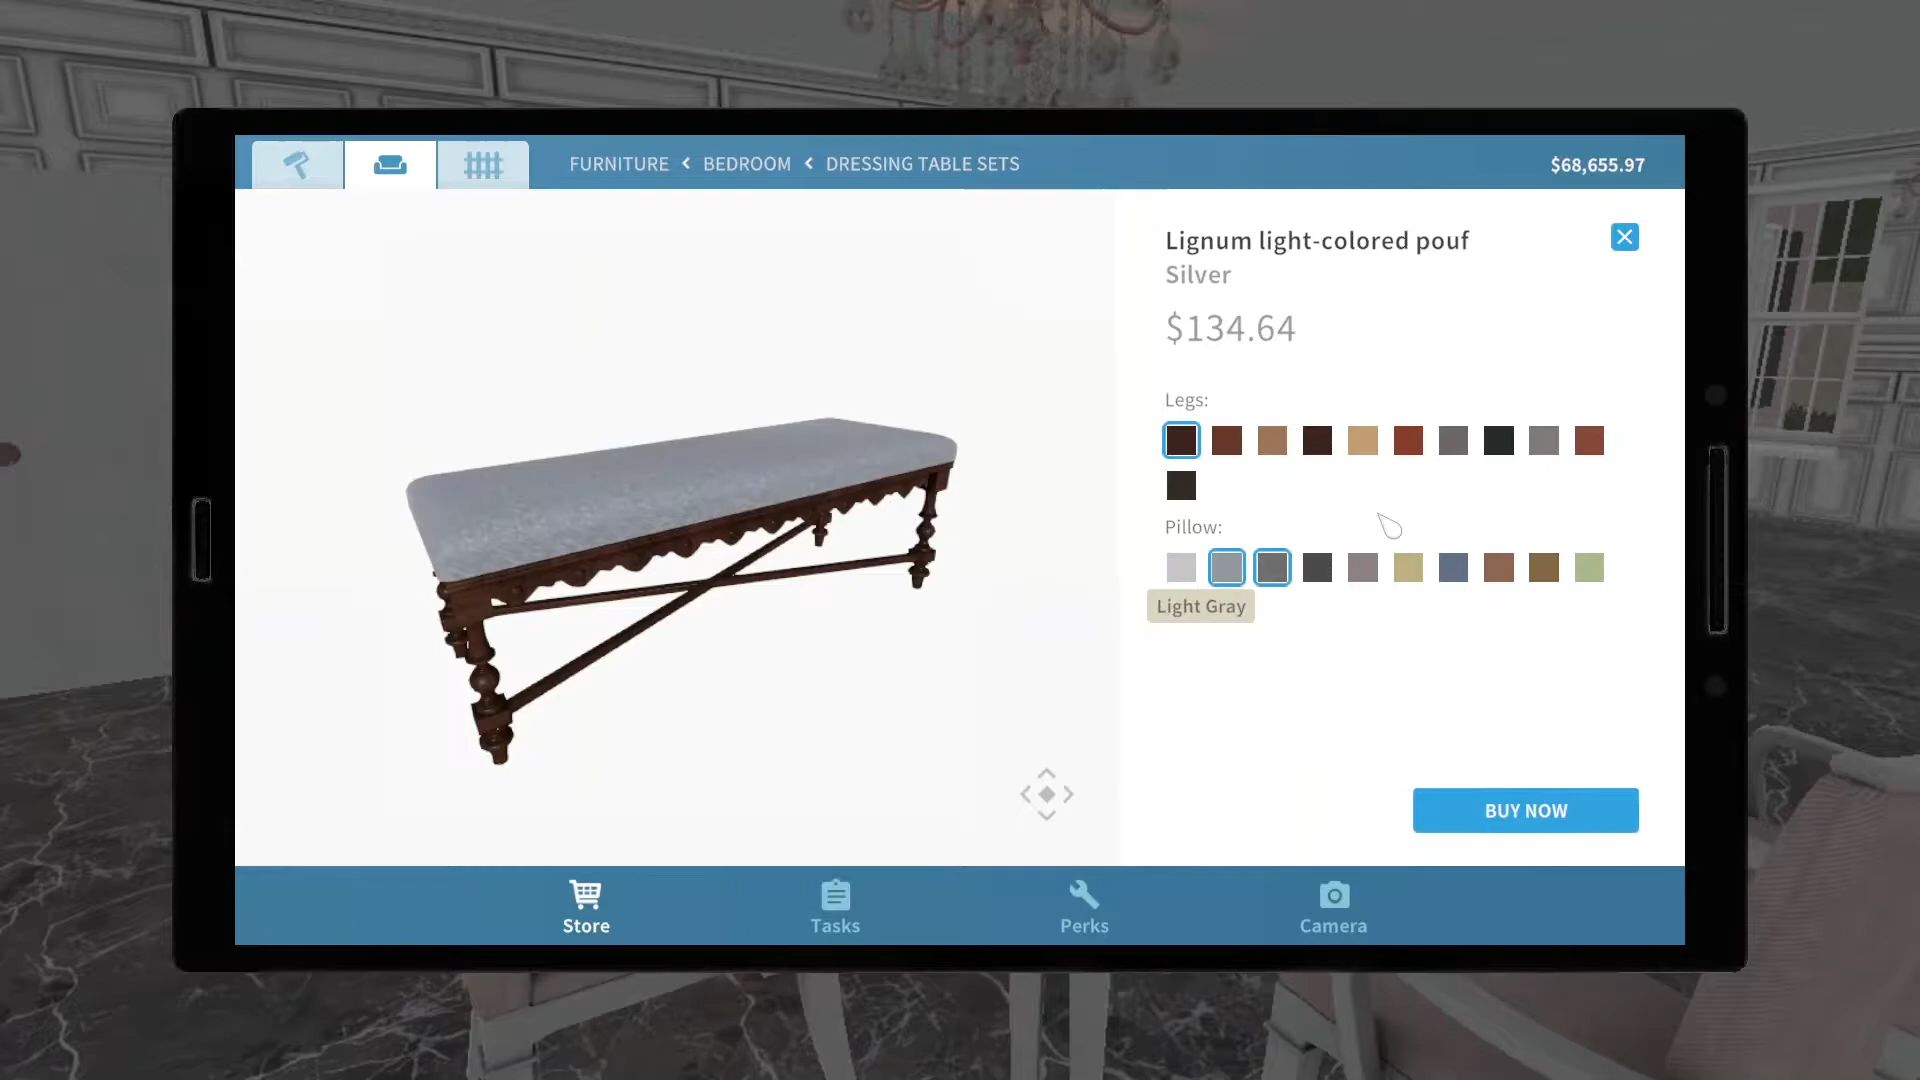 FURNITURE < BEDROOM < DRESSING TABLE SETS
$68,655.97
Lignum light-colored pouf
Silver
$134.64
Legs:
Pillow:
Light Gray
BUY NOW
Store
Tasks
Perks
Camera